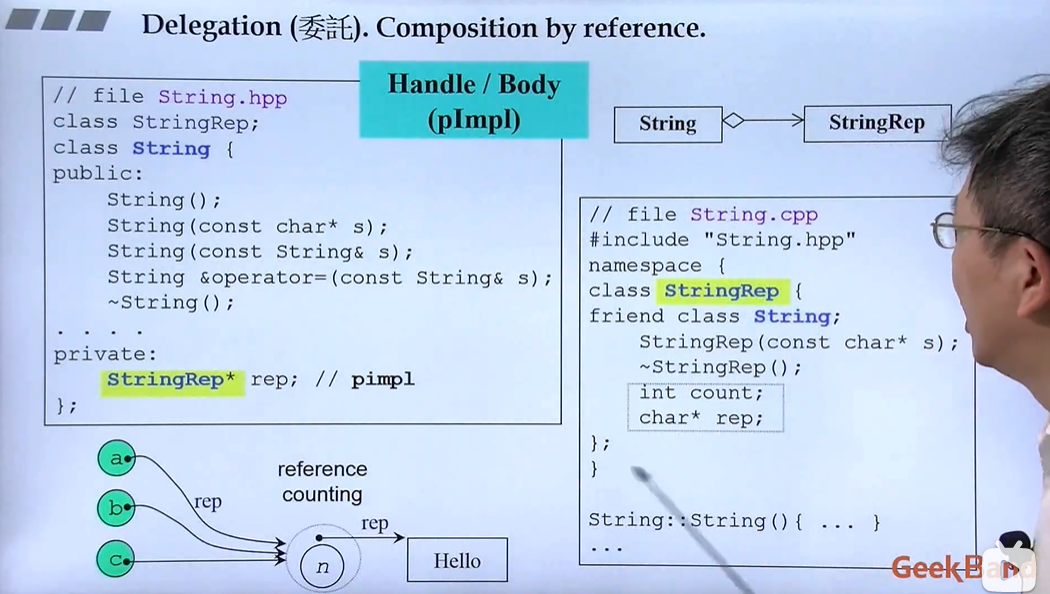 Delegation (委託). Composition by reference.
Handle / Body
(pImpl)
// file String.hpp
class StringRep;
class String {
public:
String();
String(const char* s);
String(const String& s);
String &operator=(const String& s);
~String();
. . . .
private:
StringRep* rep; // pimpl
};
String
StringRep
// file String.cpp
#include "String.hpp"
namespace {
class StringRep {
friend class String;
StringRep(const char* s);
~StringRep();
int count;
char* rep;
};
}
String::String(){ ... }
...
a
b
c
rep
reference
counting
n
rep
Hello